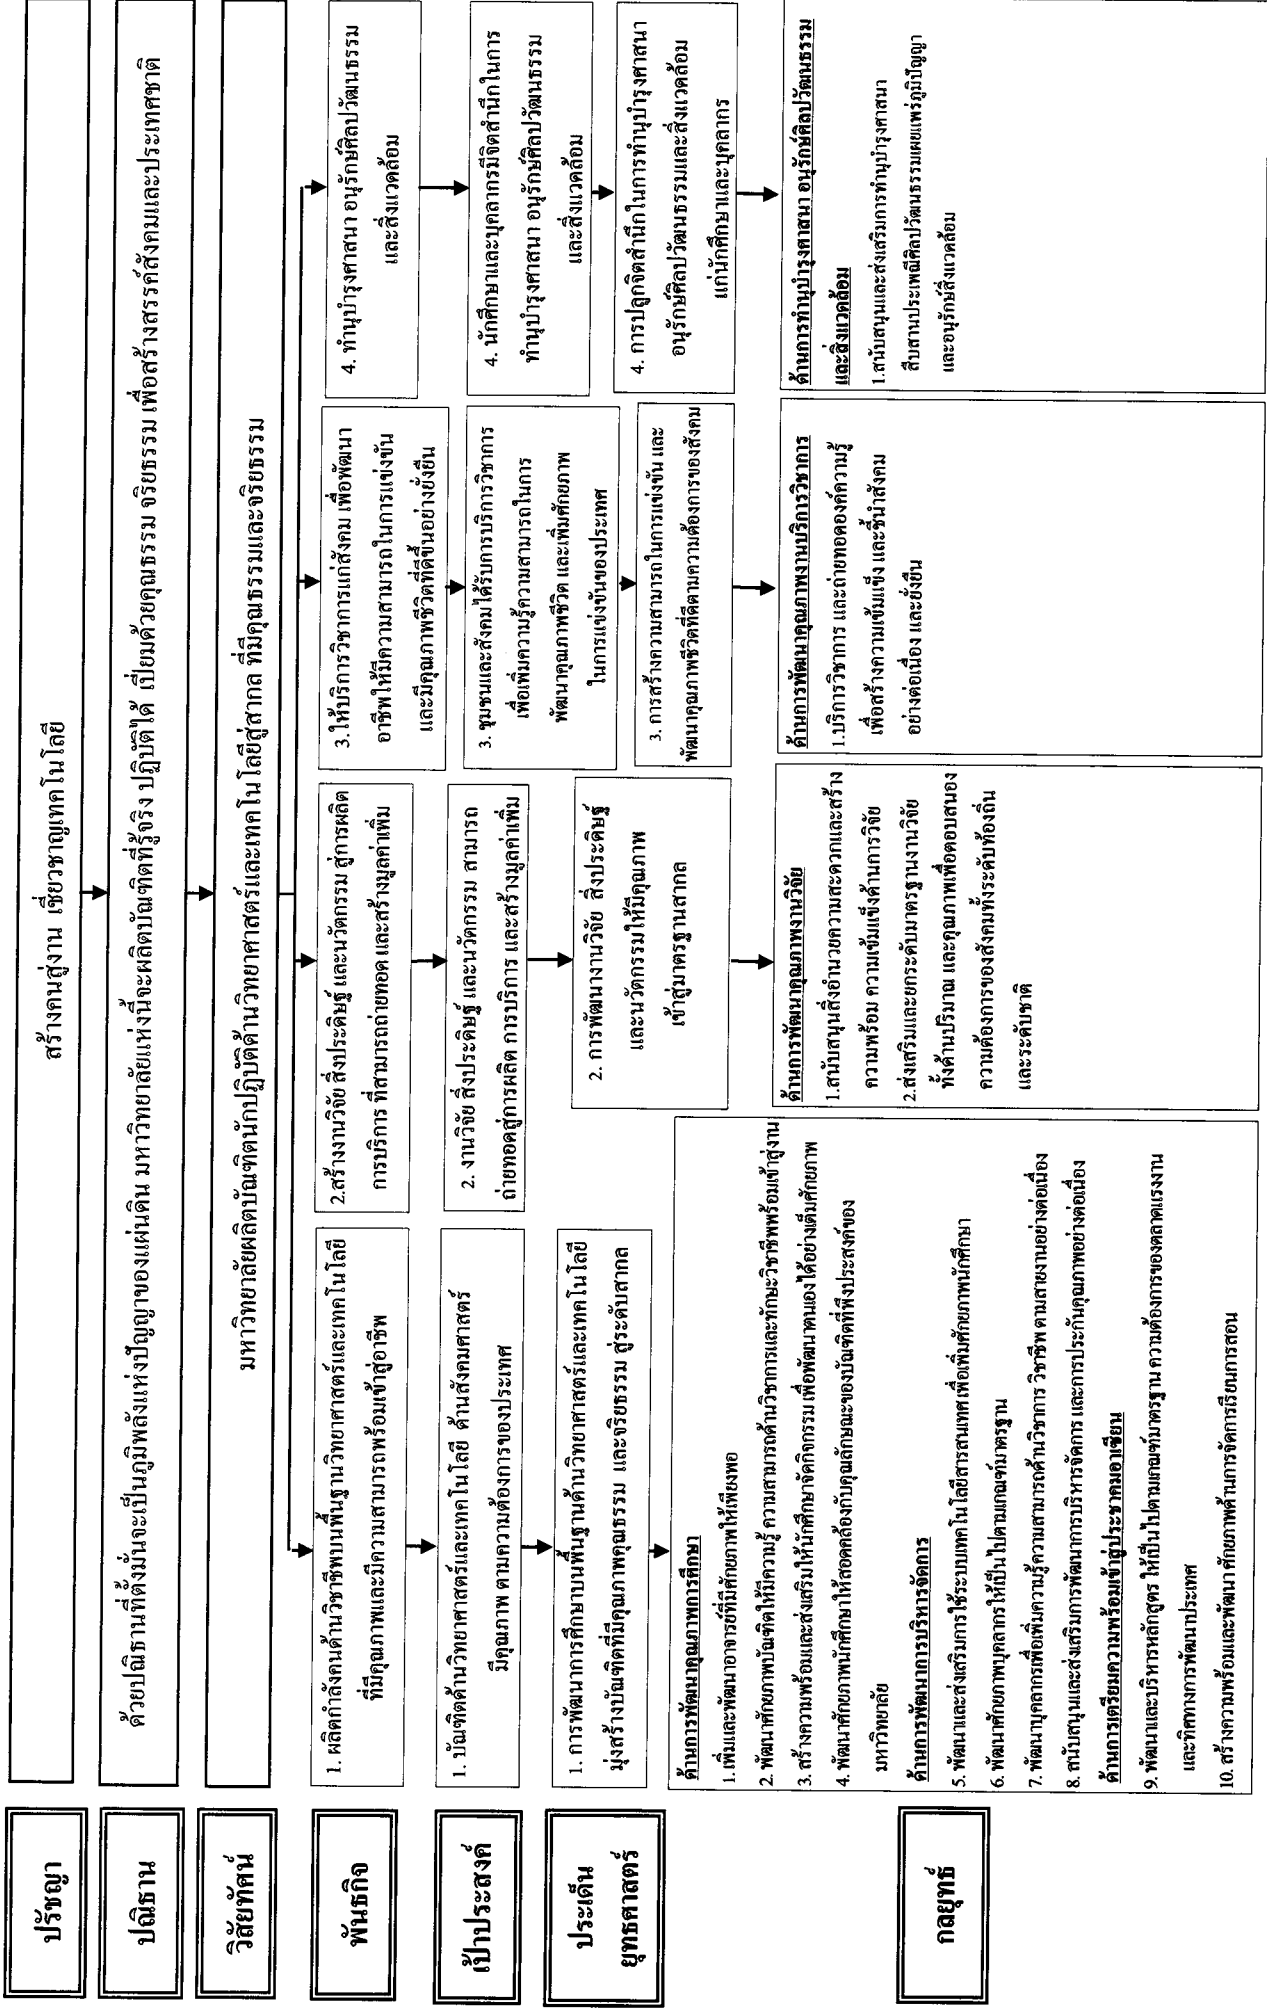 ปรัชญา
สร้างคนสู่งาน เชี่ยวชาญเทคโนโลยี
ปณิธาน
ด้วยปณิธานที่ตั้งมั่นจะเป็นภูมิพลังแห่งปัญญาของแผ่นดิน มหาวิทยาลัยแห่งนี้จะผลิตบัณฑิตที่รู้จริง ปฏิบัติได้ เปี่ยมด้วยคุณธรรม จริยธรรม เพื่อสร้างสรรค์สังคมและประเทศชาติ
วิสัยทัศน์
มหาวิทยาลัยผลิตบัณฑิตนักปฏิบัติด้านวิทยาศาสตร์และเทคโนโลยีสู่สากล ที่มีคุณธรรมและจริยธรรม
พันธกิจ
1. ผลิตกำลังคนด้านวิชาชีพบนพื้นฐานวิทยาศาสตร์และเทคโนโลยี
ที่มีคุณภาพและมีความสามารถพร้อมเข้าสู่อาชีพ
2.สร้างงานวิจัย สิ่งประดิษฐ์ และนวัตกรรม สู่การผลิต
การบริการ ที่สามารถถ่ายทอด และสร้างมูลค่าเพิ่ม
3.ให้บริการวิชาการแก่สังคม เพื่อพัฒนา
อาชีพให้มีความสามารถในการแข่งขัน
และมีคุณภาพชีวิตที่ดีขึ้นอย่างยั่งยืน
4. ทำนุบำรุงศาสนา อนุรักษ์ศิลปวัฒนธรรม
และสิ่งแวดล้อม
เป้าประสงค์
1. บัณฑิตด้านวิทยาศาสตร์และเทคโนโลยี ด้านสังคมศาสตร์
มีคุณภาพ ตามความต้องการของประเทศ
2. งานวิจัย สิ่งประดิษฐ์ และนวัตกรรม สามารถ
ถ่ายทอดสู่การผลิต การบริการ และสร้างมูลค่าเพิ่ม
3. ชุมชนและสังคมได้รับการบริการวิชาการ
เพื่อเพิ่มความรู้ความสามารถในการ
พัฒนาคุณภาพชีวิต และเพิ่มศักยภาพ
ในการแข่งขันของประเทศ
4. นักศึกษาและบุคลากรมีจิตสำนึกในการ
ทำนุบำรุงศาสนา อนุรักษ์ศิลปวัฒนธรรม
และสิ่งแวดล้อม
ประเด็น
ยุทธศาสตร์
1. การพัฒนาการศึกษาบนพื้นฐานด้านวิทยาศาสตร์และเทคโนโลยี
มุ่งสร้างบัณฑิตที่มีคุณภาพคุณธรรม และจริยธรรม สู่ระดับสากล
2. การพัฒนางานวิจัย สิ่งประดิษฐ์
และนวัตกรรมให้มีคุณภาพ
เข้าสู่มาตรฐานสากล
3. การสร้างความสามารถในการแข่งขัน และ
พัฒนาคุณภาพชีวิตที่ดีตามความต้องการของสังคม
4. การปลูกจิตสำนึกในการทำนุบำรุงศาสนา
อนุรักษ์ศิลปวัฒนธรรมและสิ่งแวดล้อม
แก่นักศึกษาและบุคลากร
กลยุทธ์
ด้านการพัฒนาคุณภาพการศึกษา
1. เพิ่มและพัฒนาอาจารย์ที่มีศักยภาพให้เพียงพอ
2. พัฒนาศักยภาพบัณฑิตให้มีความรู้ ความสามารถด้านวิชาการและทักษะวิชาชีพพร้อมเข้าสู่งาน
3. สร้างความพร้อมและส่งเสริมให้นักศึกษาจัดกิจกรรม เพื่อพัฒนาตนเองได้อย่างเต็มศักยภาพ
4. พัฒนาศักยภาพนักศึกษาให้สอดคล้องกับคุณลักษณะของบัณฑิตที่พึงประสงค์ของ
มหาวิทยาลัย
ด้านการพัฒนาการบริหารจัดการ
5. พัฒนาและส่งเสริมการใช้ระบบเทคโนโลยีสารสนเทศ เพื่อเพิ่มศักยภาพนักศึกษา
6. พัฒนาศักยภาพบุคลากรให้เป็นไปตามเกณฑ์มาตรฐาน
7. พัฒนาบุคลากรเพื่อเพิ่มความรู้ความสามารถด้านวิชาการ วิชาชีพ ตามสายงานอย่างต่อเนื่อง
8. สนับสนุนและส่งเสริมการพัฒนาการบริหารจัดการ และการประกันคุณภาพอย่างต่อเนื่อง
ด้านการเตรียมความพร้อมเข้าสู่ประชาคมอาเซียน
9. พัฒนาและบริหารหลักสูตร ให้เป็นไปตามเกณฑ์มาตรฐาน ความต้องการของตลาดแรงงาน
และทิศทางการพัฒนาประเทศ
10. สร้างความพร้อมและพัฒนา ศักยภาพด้านการจัดการเรียนการสอน
ด้านการพัฒนาคุณภาพงานวิจัย
1.สนับสนุนสิ่งอำนวยความสะดวกและสร้าง
ความพร้อม ความเข้มแข็งด้านการวิจัย
2.ส่งเสริมและยกระดับมาตรฐานงานวิจัย
ทั้งด้านปริมาณ และคุณภาพเพื่อตอบสนอง
ความต้องการของสังคมทั้งระดับท้องถิ่น
และระดับชาติ
ด้านการพัฒนาคุณภาพงานบริการวิชาการ
1.บริการวิชาการ และถ่ายทอดองค์ความรู้
เพื่อสร้างความเข้มแข็ง และชี้นำสังคม
อย่างต่อเนื่อง และยั่งยืน
ด้านการทำนุบำรุงศาสนา อนุรักษ์ศิลปวัฒนธรรม
และสิ่งแวดล้อม
1.สนับสนุนและส่งเสริมการทำนุบำรุงศาสนา
สืบสานประเพณีศิลปวัฒนธรรมเผยแพร่ภูมิปัญญา
และอนุรักษ์สิ่งแวดล้อม